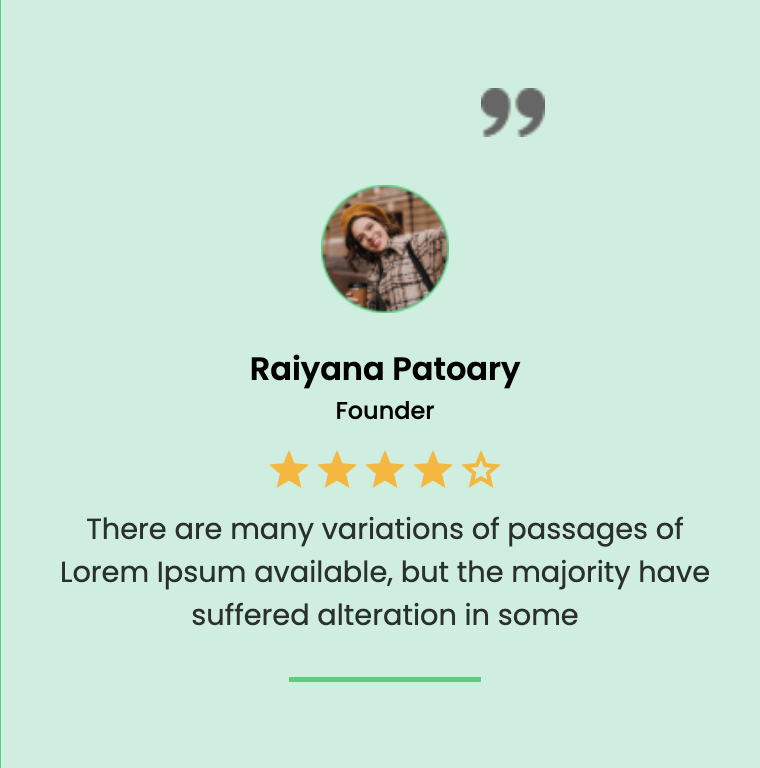 ”
Raiyana Patoary
Founder
There are many variations of passages of
Lorem Ipsum available, but the majority have
suffered alteration in some